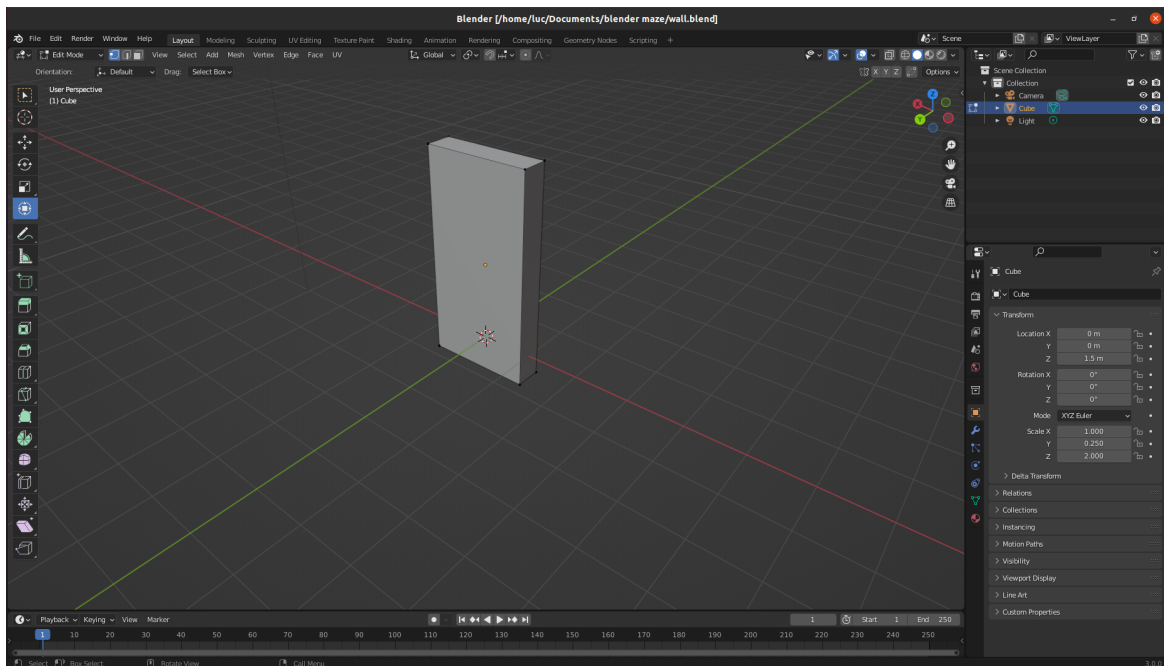 Blender [/home/luc/Documents/blender maze/wall.blend]
File Edit Render Window Help Layout Modeling Sculpting UV Editing Texture Paint Shading Animation Rendering Compositing Geometry Nodes Scripting + Scene ViewLayer
Edit Mode View Select Add Mesh Vertex Edge Face UV Global
Orientation: Default Drag: Select Box X Y Z Options
User Perspective
(1) Cube
Z
X
Y
Scene Collection
Collection
Camera
Cube
Light
Cube
Cube
Transform
Location X 0 m
Y 0 m
Z 1.5 m
Rotation X 0°
Y 0°
Z 0°
Mode XYZ Euler
Scale X 1.000
Y 0.250
Z 2.000
Delta Transform
Relations
Collections
Instancing
Motion Paths
Visibility
Viewport Display
Line Art
Custom Properties
Playback Keying View Marker 1 Start 1 End 250
1 10 20 30 40 50 60 70 80 90 100 110 120 130 140 150 160 170 180 190 200 210 220 230 240 250
Select Box Select Rotate View Call Menu 3.0.0